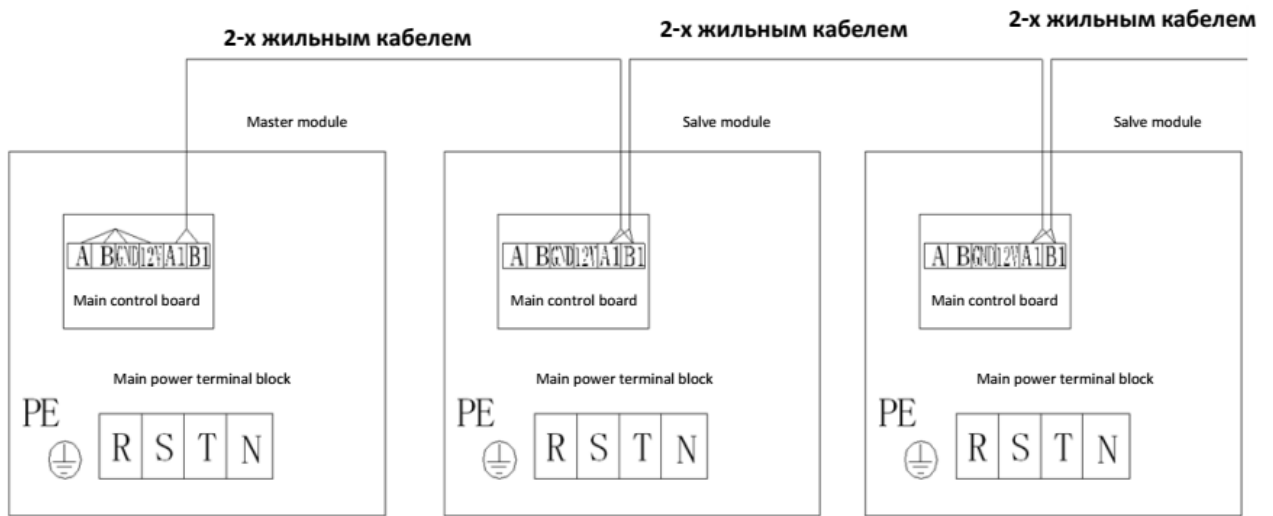 2-х жильным кабелем
2-х жильным кабелем
2-х жильным кабелем
Master module
Salve module
Salve module
A B GND 12V A1 B1
A B GND 12V A1 B1
A B GND 12V A1 B1
Main control board
Main control board
Main control board
Main power terminal block
Main power terminal block
Main power terminal block
PE
R S T N
PE
R S T N
PE
R S T N